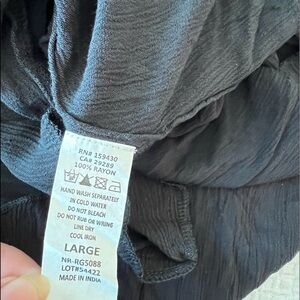 RN# 159430
CA# 29289
100% RAYON
HAND WASH SEPARATELY
IN COLD WATER
DO NOT BLEACH
DO NOT RUB OR WRING
LINE DRY
COOL IRON
LARGE
NR-RG5088
LOT#54422
MADE IN INDIA